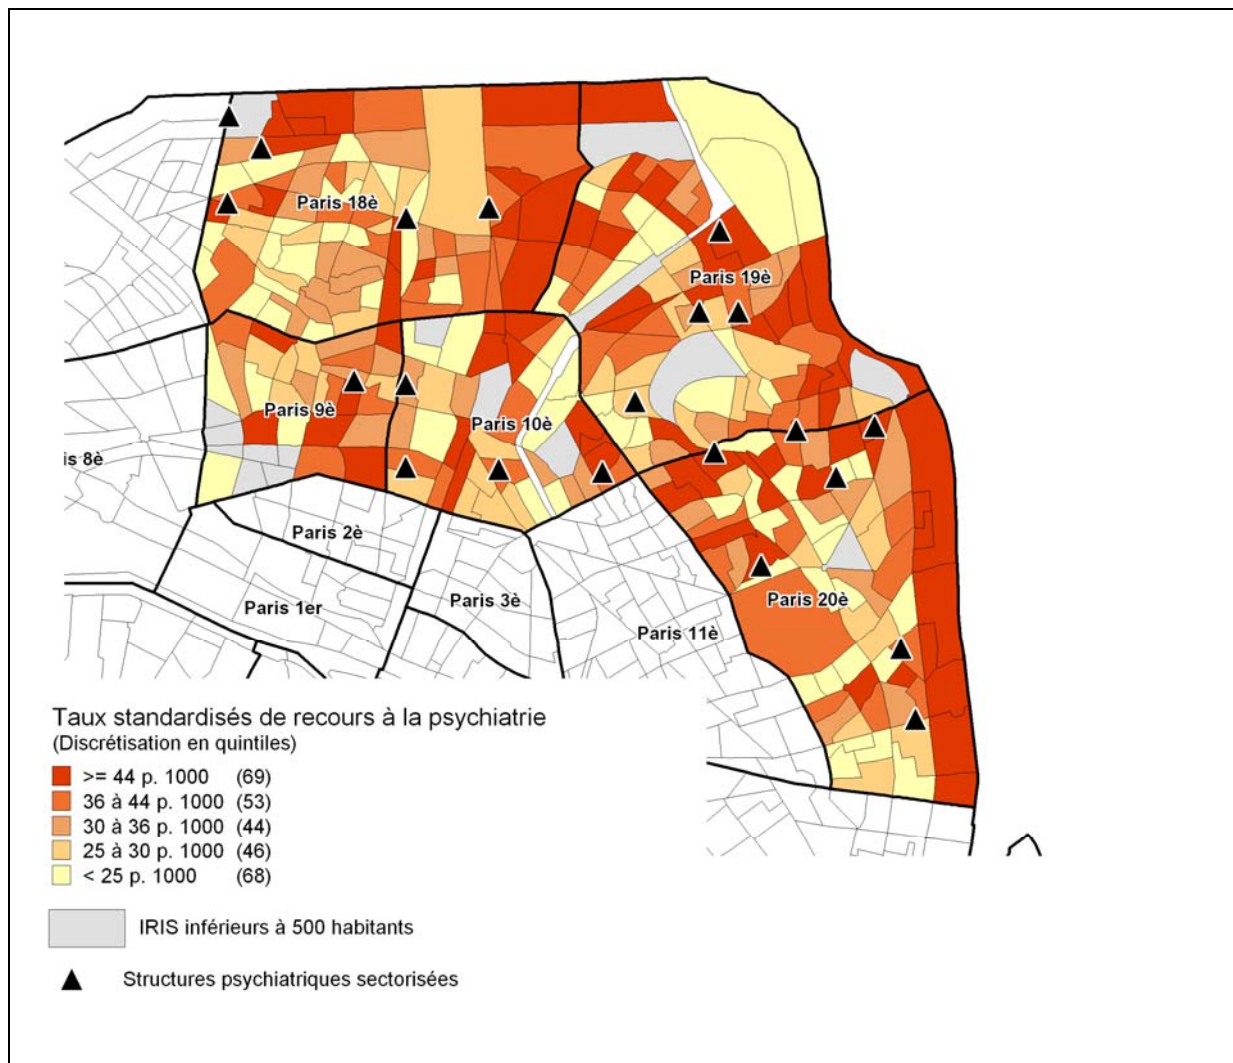 Paris 18è
Paris 19è
Paris 9è
Paris 10è
is 8è
Paris 2è
Paris 1er
Paris 3è
Paris 20è
Paris 11è
Taux standardisés de recours à la psychiatrie
(Discrétisation en quintiles)
>= 44 p. 1000 (69)
36 à 44 p. 1000 (53)
30 à 36 p. 1000 (44)
25 à 30 p. 1000 (46)
< 25 p. 1000 (68)
IRIS inférieurs à 500 habitants
Structures psychiatriques sectorisées